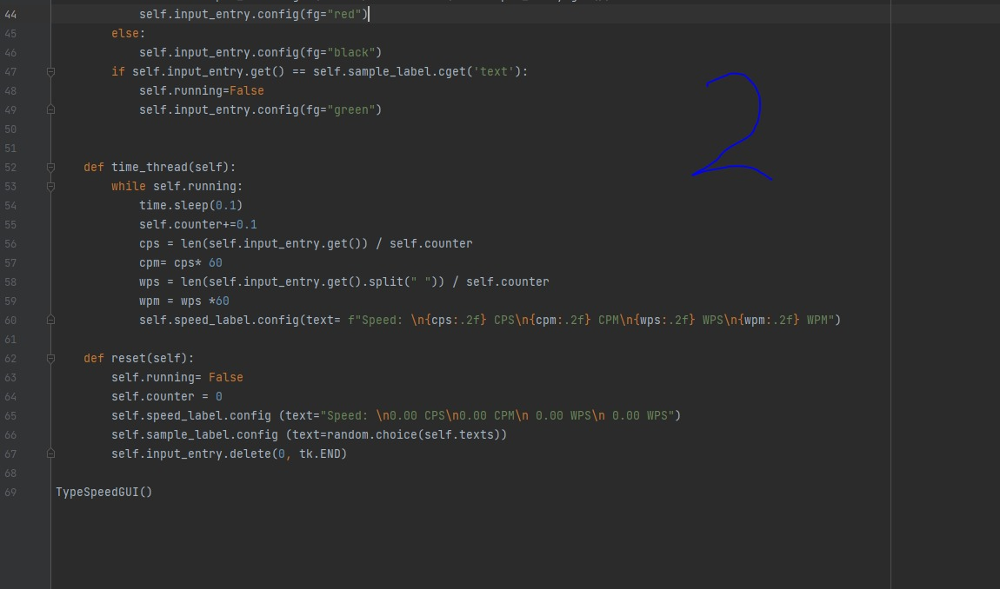 44 self.input_entry.config(fg="red")
45 else:
46 self.input_entry.config(fg="black")
47 if self.input_entry.get() == self.sample_label.cget('text'):
48 self.running=False
49 self.input_entry.config(fg="green")
50
51
52 def time_thread(self):
53 while self.running:
54 time.sleep(0.1)
55 self.counter+=0.1
56 cps = len(self.input_entry.get()) / self.counter
57 cpm= cps* 60
58 wps = len(self.input_entry.get().split(" ")) / self.counter
59 wpm = wps *60
60 self.speed_label.config(text= f"Speed: \n{cps:.2f} CPS\n{cpm:.2f} CPM\n{wps:.2f} WPS\n{wpm:.2f} WPM")
61
62 def reset(self):
63 self.running= False
64 self.counter = 0
65 self.speed_label.config (text="Speed: \n0.00 CPS\n0.00 CPM\n 0.00 WPS\n 0.00 WPS")
66 self.sample_label.config (text=random.choice(self.texts))
67 self.input_entry.delete(0, tk.END)
68
69 TypeSpeedGUI()
2